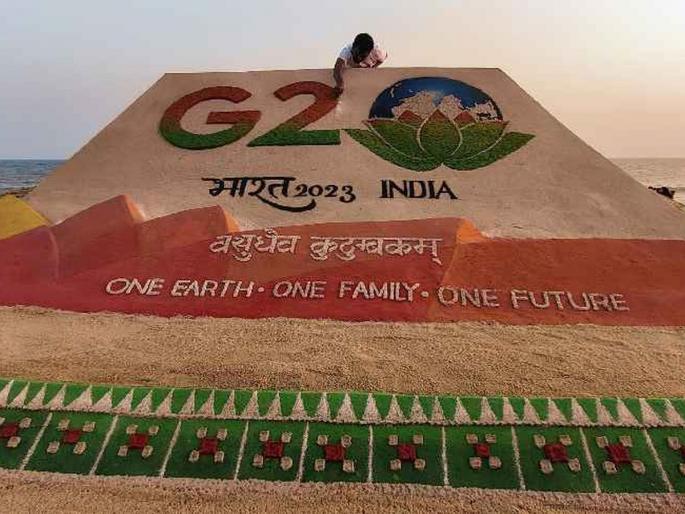 G20
भारत 2023 INDIA
वसुधैव कुटुम्बकम्
ONE EARTH · ONE FAMILY · ONE FUTURE